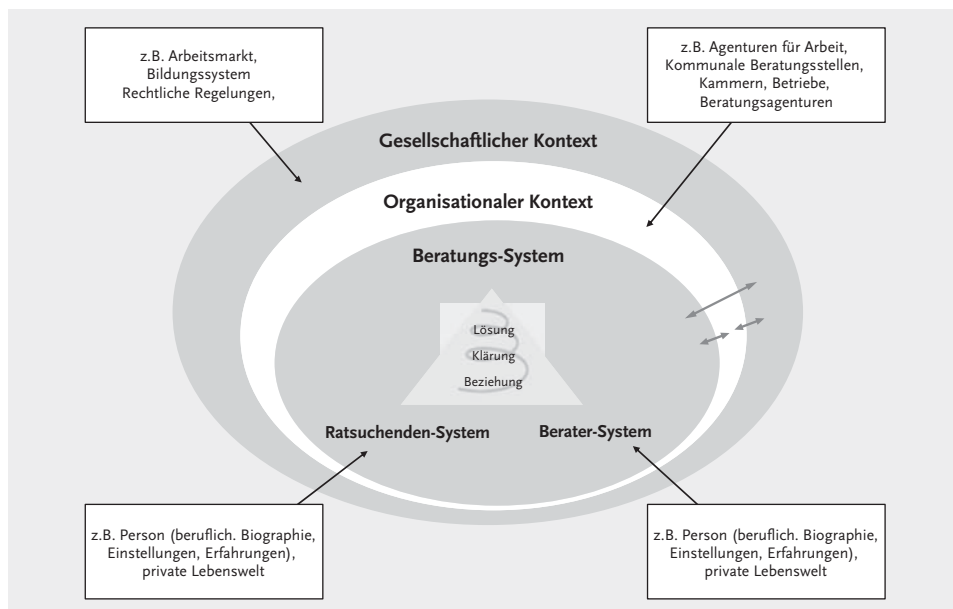 z.B. Arbeitsmarkt,
Bildungssystem
Rechtliche Regelungen,
z.B. Agenturen für Arbeit,
Kommunale Beratungsstellen,
Kammern, Betriebe,
Beratungsagenturen
Gesellschaftlicher Kontext
Organisationaler Kontext
Beratungs-System
Lösung
Klärung
Beziehung
Ratsuchenden-System
Berater-System
z.B. Person (beruflich. Biographie,
Einstellungen, Erfahrungen),
private Lebenswelt
z.B. Person (beruflich. Biographie,
Einstellungen, Erfahrungen),
private Lebenswelt